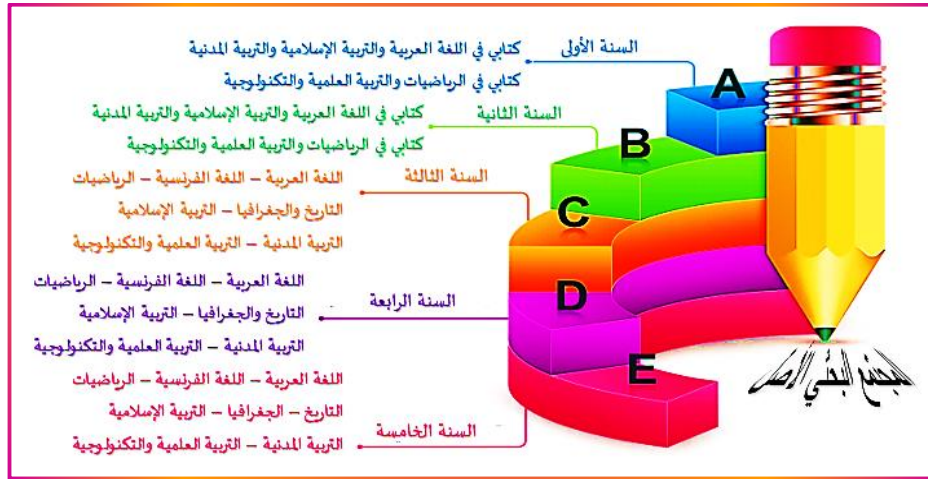 السنة الأولى
كتابي في اللغة العربية والتربية الإسلامية والتربية المدنية
كتابي في الرياضيات والتربية العلمية والتكنولوجية
السنة الثانية
كتابي في اللغة العربية والتربية الإسلامية والتربية المدنية
كتابي في الرياضيات والتربية العلمية والتكنولوجية
السنة الثالثة
اللغة العربية – اللغة الفرنسية – الرياضيات
التاريخ والجغرافيا – التربية الإسلامية
التربية المدنية – التربية العلمية والتكنولوجية
السنة الرابعة
اللغة العربية – اللغة الفرنسية – الرياضيات
التاريخ والجغرافيا – التربية الإسلامية
التربية المدنية – التربية العلمية والتكنولوجية
السنة الخامسة
اللغة العربية – اللغة الفرنسية – الرياضيات
التاريخ – الجغرافيا – التربية الإسلامية
التربية المدنية – التربية العلمية والتكنولوجية
A
B
C
D
E
المجتمع البحثي الأصل